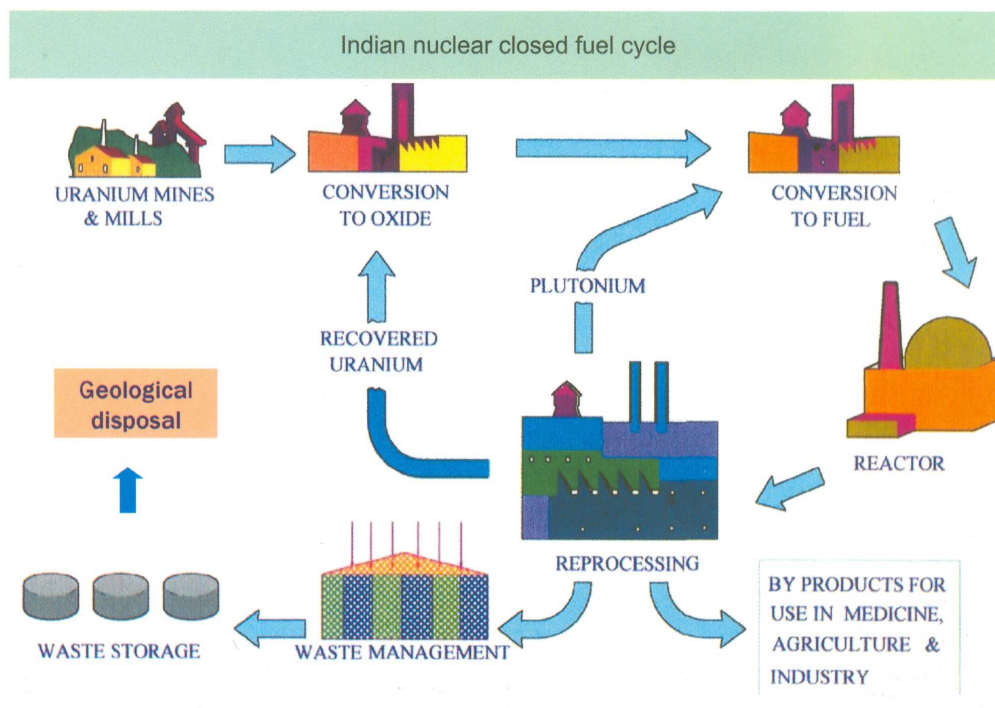 Indian nuclear closed fuel cycle
URANIUM MINES
& MILLS
CONVERSION
TO OXIDE
CONVERSION
TO FUEL
PLUTONIUM
RECOVERED
URANIUM
Geological
disposal
REACTOR
REPROCESSING
BY PRODUCTS FOR
USE IN MEDICINE,
AGRICULTURE &
INDUSTRY
WASTE STORAGE
WASTE MANAGEMENT